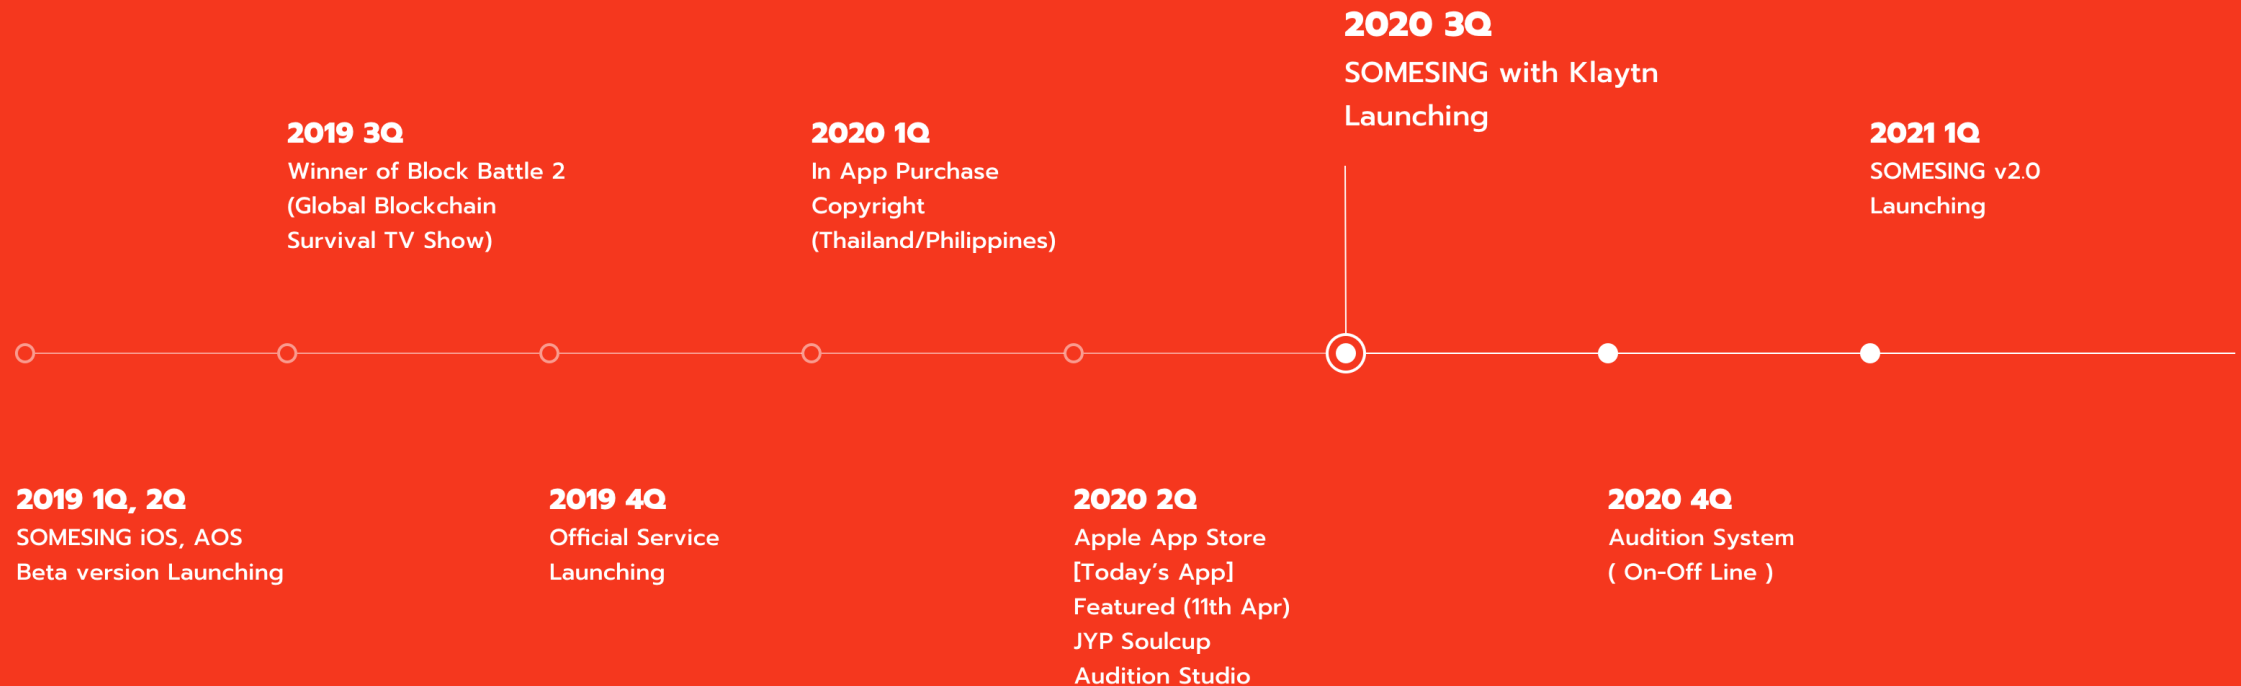 2020 3Q
SOMESING with Klaytn
Launching
2019 3Q
Winner of Block Battle 2
(Global Blockchain
Survival TV Show)
2020 1Q
In App Purchase
Copyright
(Thailand/Philippines)
2021 1Q
SOMESING v2.0
Launching
2019 1Q, 2Q
SOMESING iOS, AOS
Beta version Launching
2019 4Q
Official Service
Launching
2020 2Q
Apple App Store
[Today’s App]
Featured (11th Apr)
JYP Soulcup
Audition Studio
2020 4Q
Audition System
( On-Off Line )